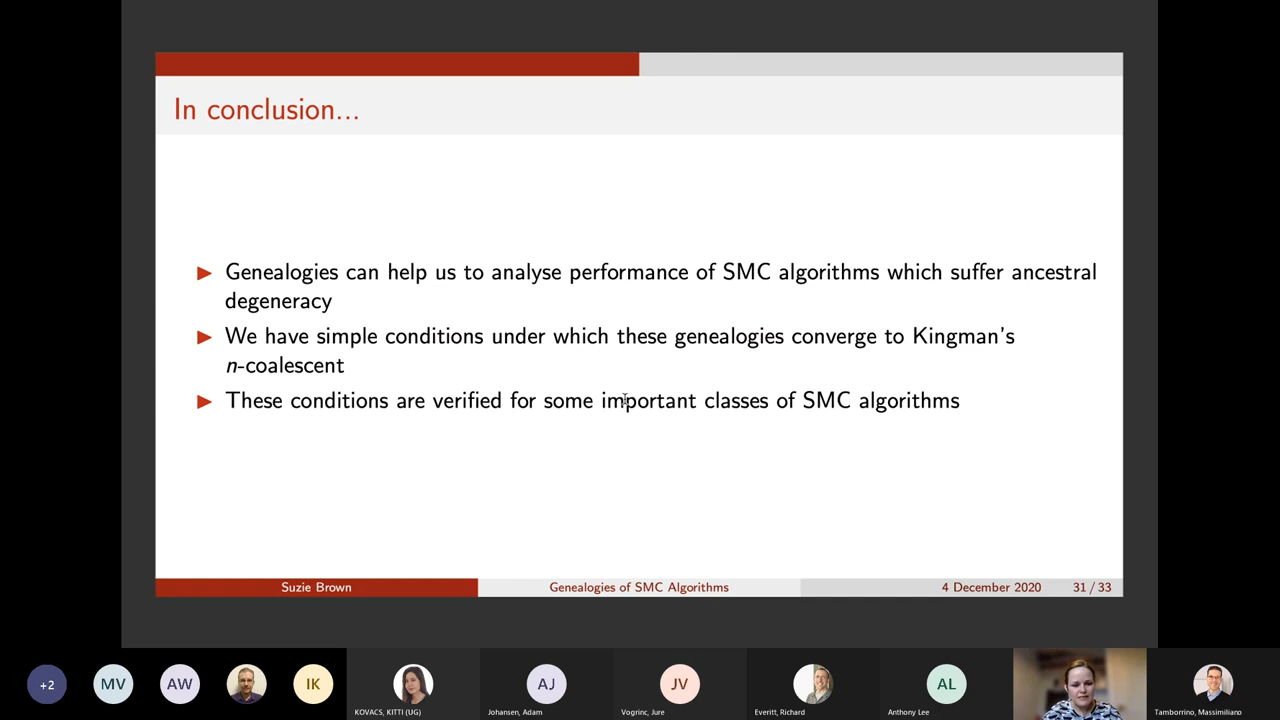 In conclusion...
▶ Genealogies can help us to analyse performance of SMC algorithms which suffer ancestral
degeneracy
▶ We have simple conditions under which these genealogies converge to Kingman's
n-coalescent
▶ These conditions are verified for some important classes of SMC algorithms
Suzie Brown Genealogies of SMC Algorithms 4 December 2020 31 / 33
+2 MV AW IK AJ JV AL
KOVACS, KITTI (UG) Johansen, Adam Vogrinc, Jure Everitt, Richard Anthony Lee Tamborrino, Massimiliano